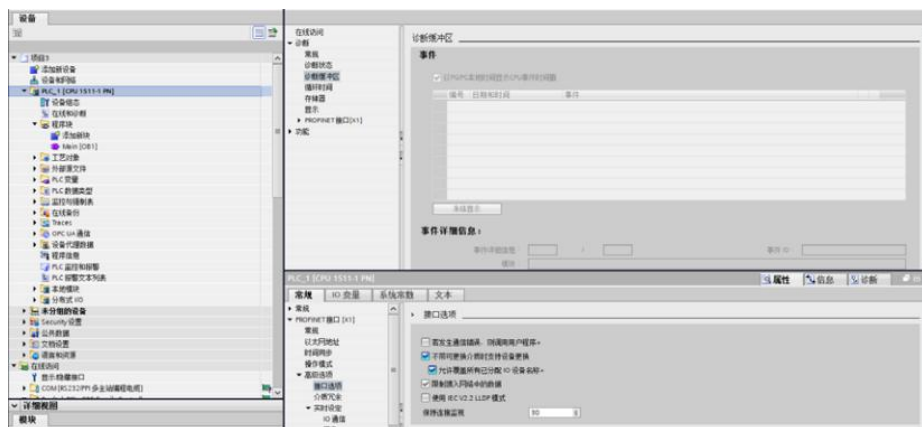 设备
项目1
添加新设备
设备和网络
PLC_1 [CPU 1511-1 PN]
设备组态
在线和诊断
程序块
添加新块
Main [OB1]
工艺对象
外部源文件
PLC 变量
PLC 数据类型
监控与强制表
在线备份
Traces
OPC UA 通信
设备代理数据
程序信息
PLC 监控和报警
PLC 报警文本列表
本地模块
分布式 I/O
未分组的设备
Security 设置
公共数据
文档设置
语言和资源
在线访问
显示/隐藏接口
COM [RS232/PPI 多主站编程电缆]
详细视图
模块
在线访问
诊断
常规
诊断状态
诊断缓冲区
循环时间
存储器
显示
PROFINET 接口 [X1]
功能
诊断缓冲区
事件
编号 日期和时间 事件
冻结显示
事件详细信息:
事件详细信息:
事件 ID:
模块:
PLC_1 [CPU 1511-1 PN]
属性 信息 诊断
常规 IO 变量 系统常数 文本
常规
PROFINET 接口 [X1]
常规
以太网地址
时间同步
操作模式
高级选项
接口选项
介质冗余
实时设定
IO 通信
接口选项
若发生通信错误，则调用用户程序。
不带可更换介质时支持设备更换
允许覆盖所有已分配 IO 设备名称。
限制馈入网络中的数据
使用 IEC V2.2 LLDP 模式
保持连接监视
30 s